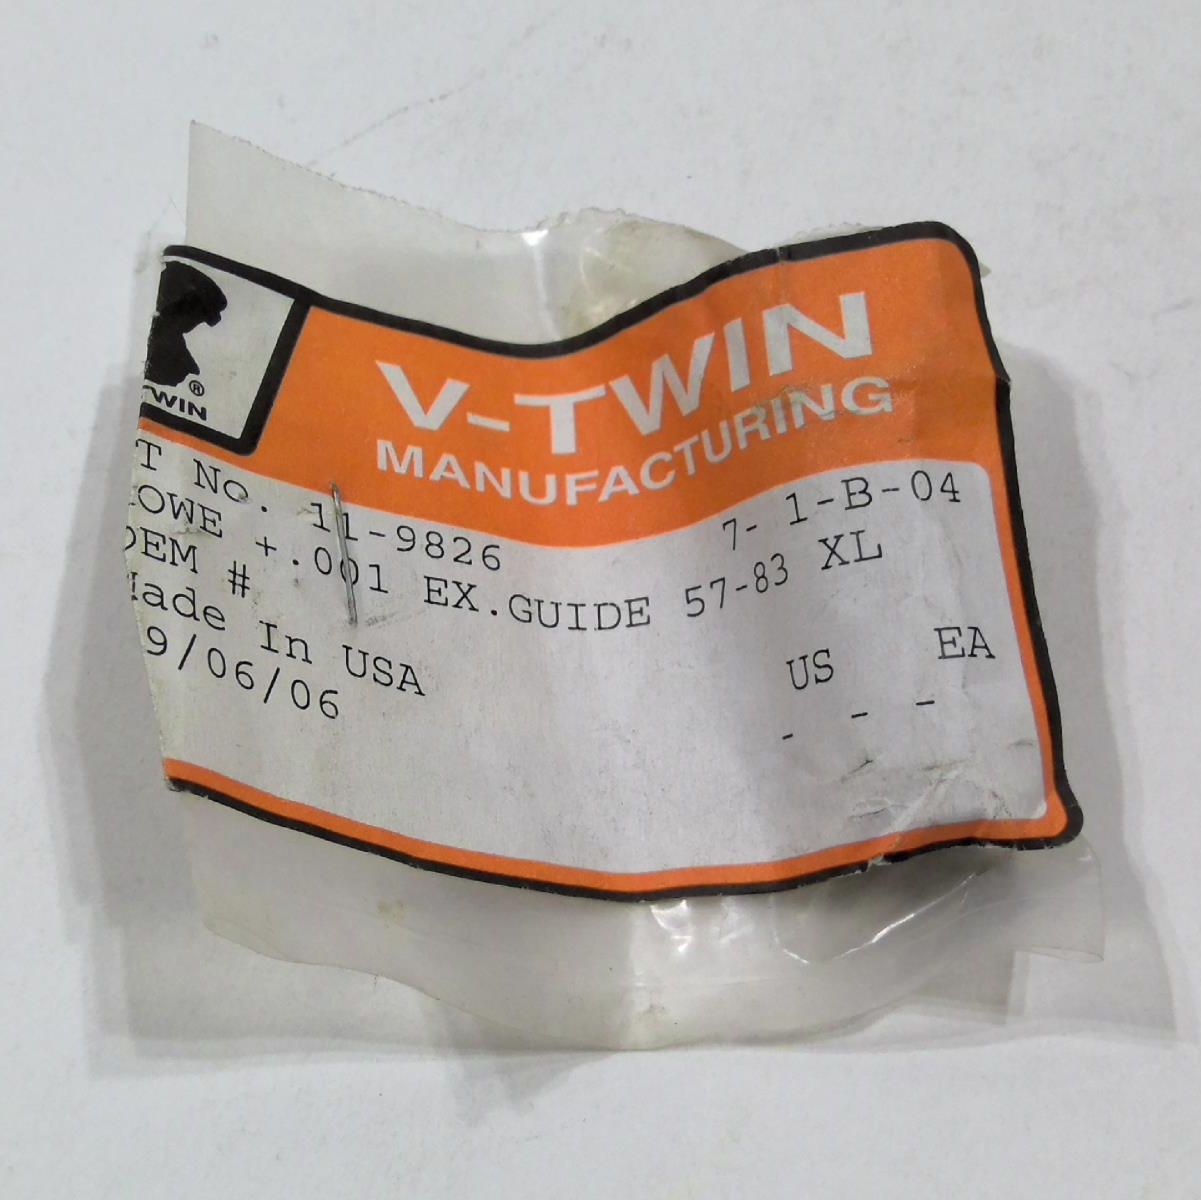 V-TWIN
MANUFACTURING
TWIN®
T No. 11-9826 7- 1-B-04
OWE +.001 EX.GUIDE 57-83 XL
OEM #
Made In USA US EA
9/06/06 - - -